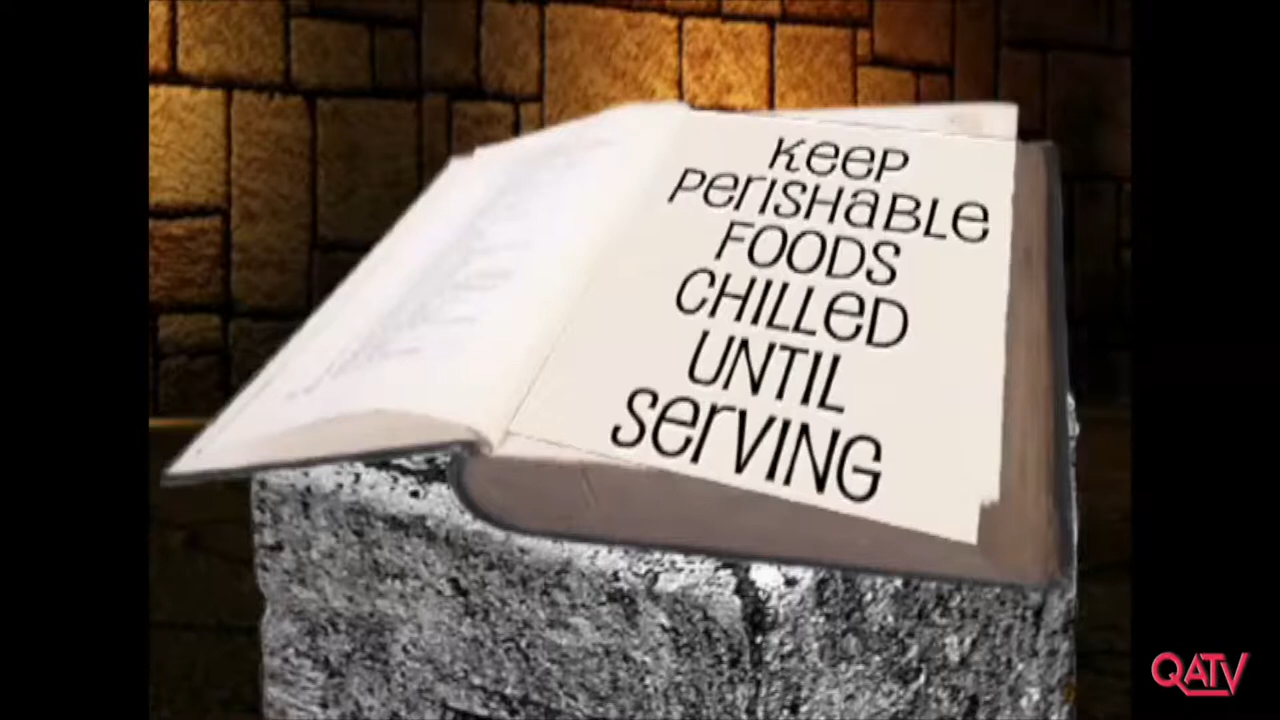 KeeP
PerISHaBLe
FOODS
CHILLeD
UNTIL
SerVING
QATV